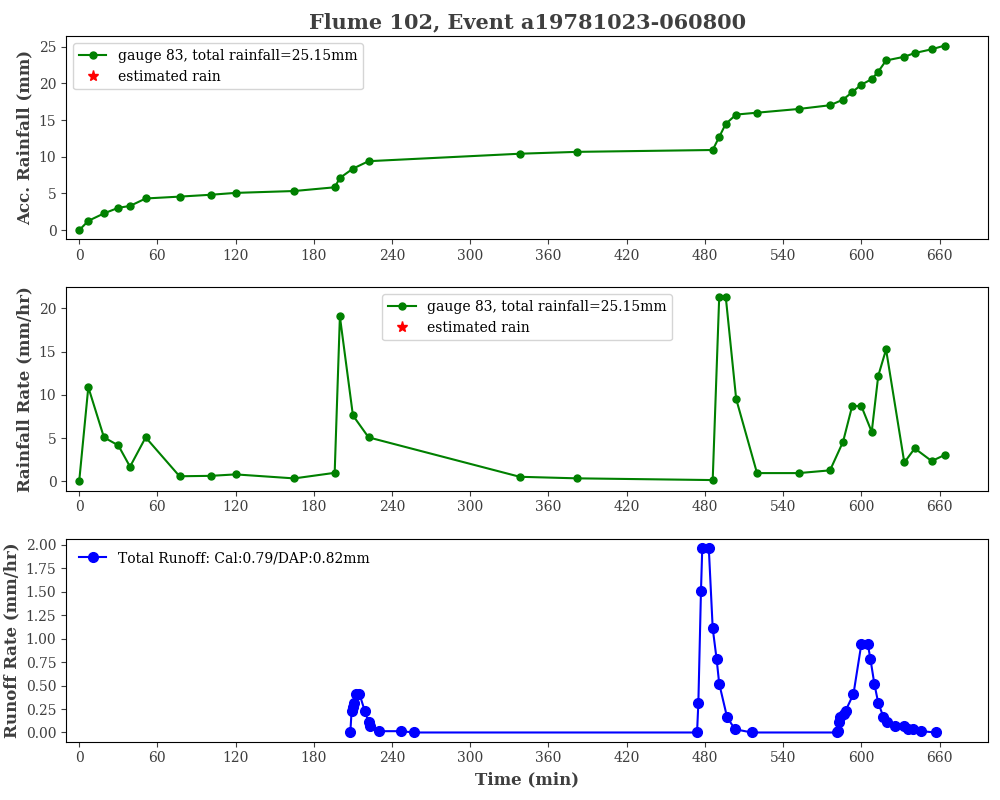 Flume 102, Event a19781023-060800
Acc. Rainfall (mm)
25
20
15
10
5
0
gauge 83, total rainfall=25.15mm
estimated rain
0 60 120 180 240 300 360 420 480 540 600 660
Rainfall Rate (mm/hr)
20
15
10
5
0
gauge 83, total rainfall=25.15mm
estimated rain
0 60 120 180 240 300 360 420 480 540 600 660
Runoff Rate (mm/hr)
2.00
1.75
1.50
1.25
1.00
0.75
0.50
0.25
0.00
Total Runoff: Cal:0.79/DAP:0.82mm
0 60 120 180 240 300 360 420 480 540 600 660
Time (min)